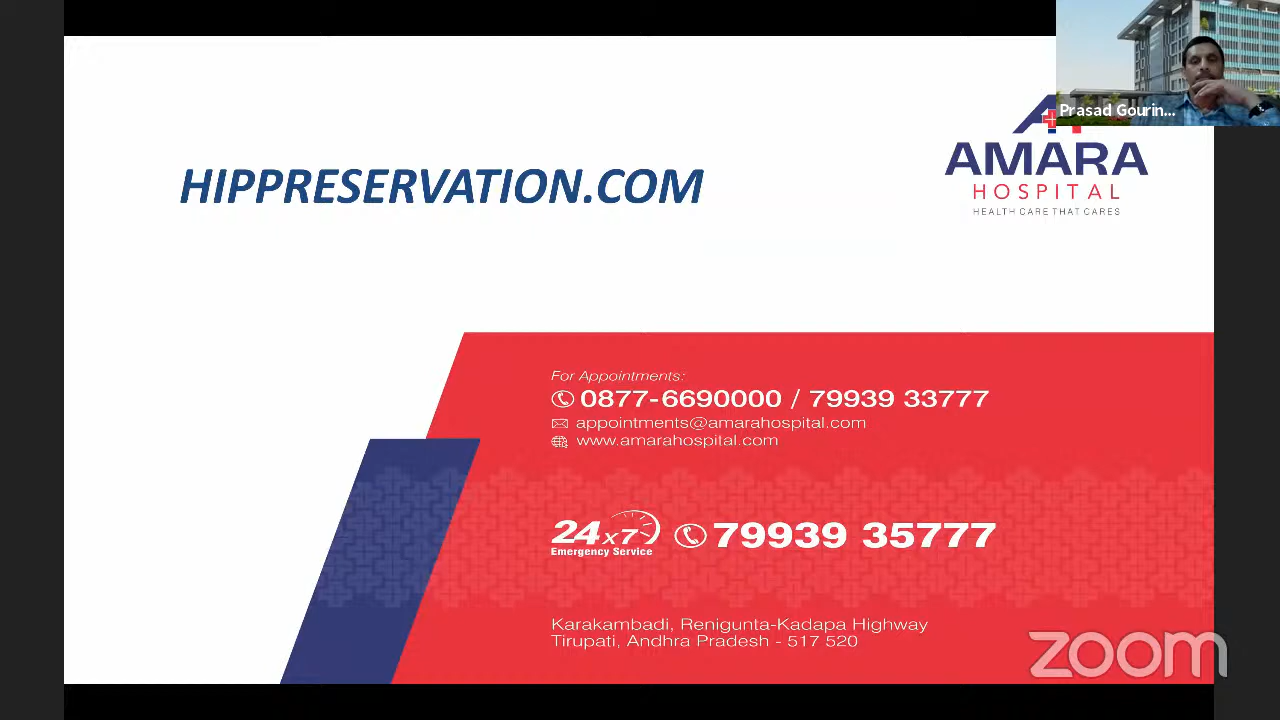 Prasad Gourin...
HIPPRESERVATION.COM
AMARA
HOSPITAL
HEALTH CARE THAT CARES
For Appointments:
0877-6690000 / 79939 33777
appointments@amarahospital.com
www.amarahospital.com
24x7
Emergency Service
79939 35777
Karakambadi, Renigunta-Kadapa Highway
Tirupati, Andhra Pradesh - 517 520
zoom